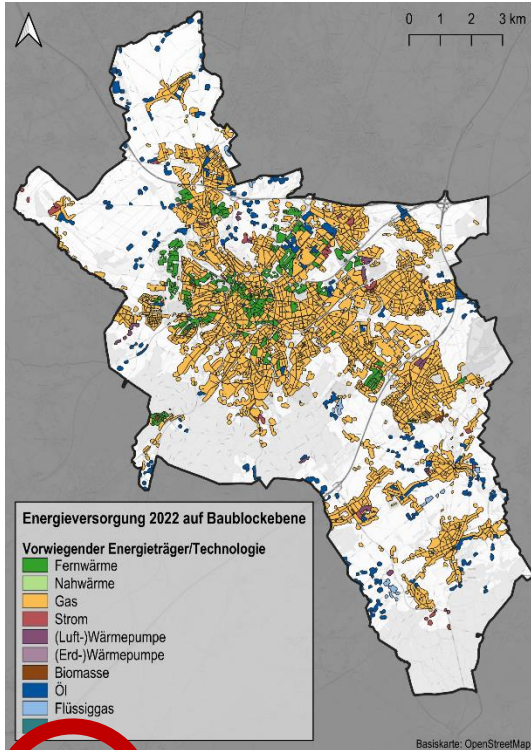 0 1 2 3 km
Energieversorgung 2022 auf Baublockebene
Vorwiegender Energieträger/Technologie
Fernwärme
Nahwärme
Gas
Strom
(Luft-)Wärmepumpe
(Erd-)Wärmepumpe
Biomasse
Öl
Flüssiggas
Basiskarte: OpenStreetMap